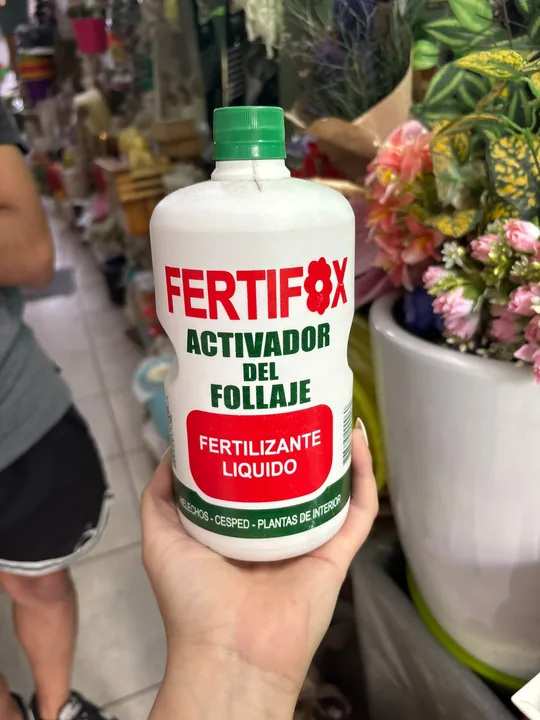 FERTIFOX
ACTIVADOR
DEL
FOLLAJE
FERTILIZANTE
LIQUIDO
HELECHOS - CESPED - PLANTAS DE INTERIOR